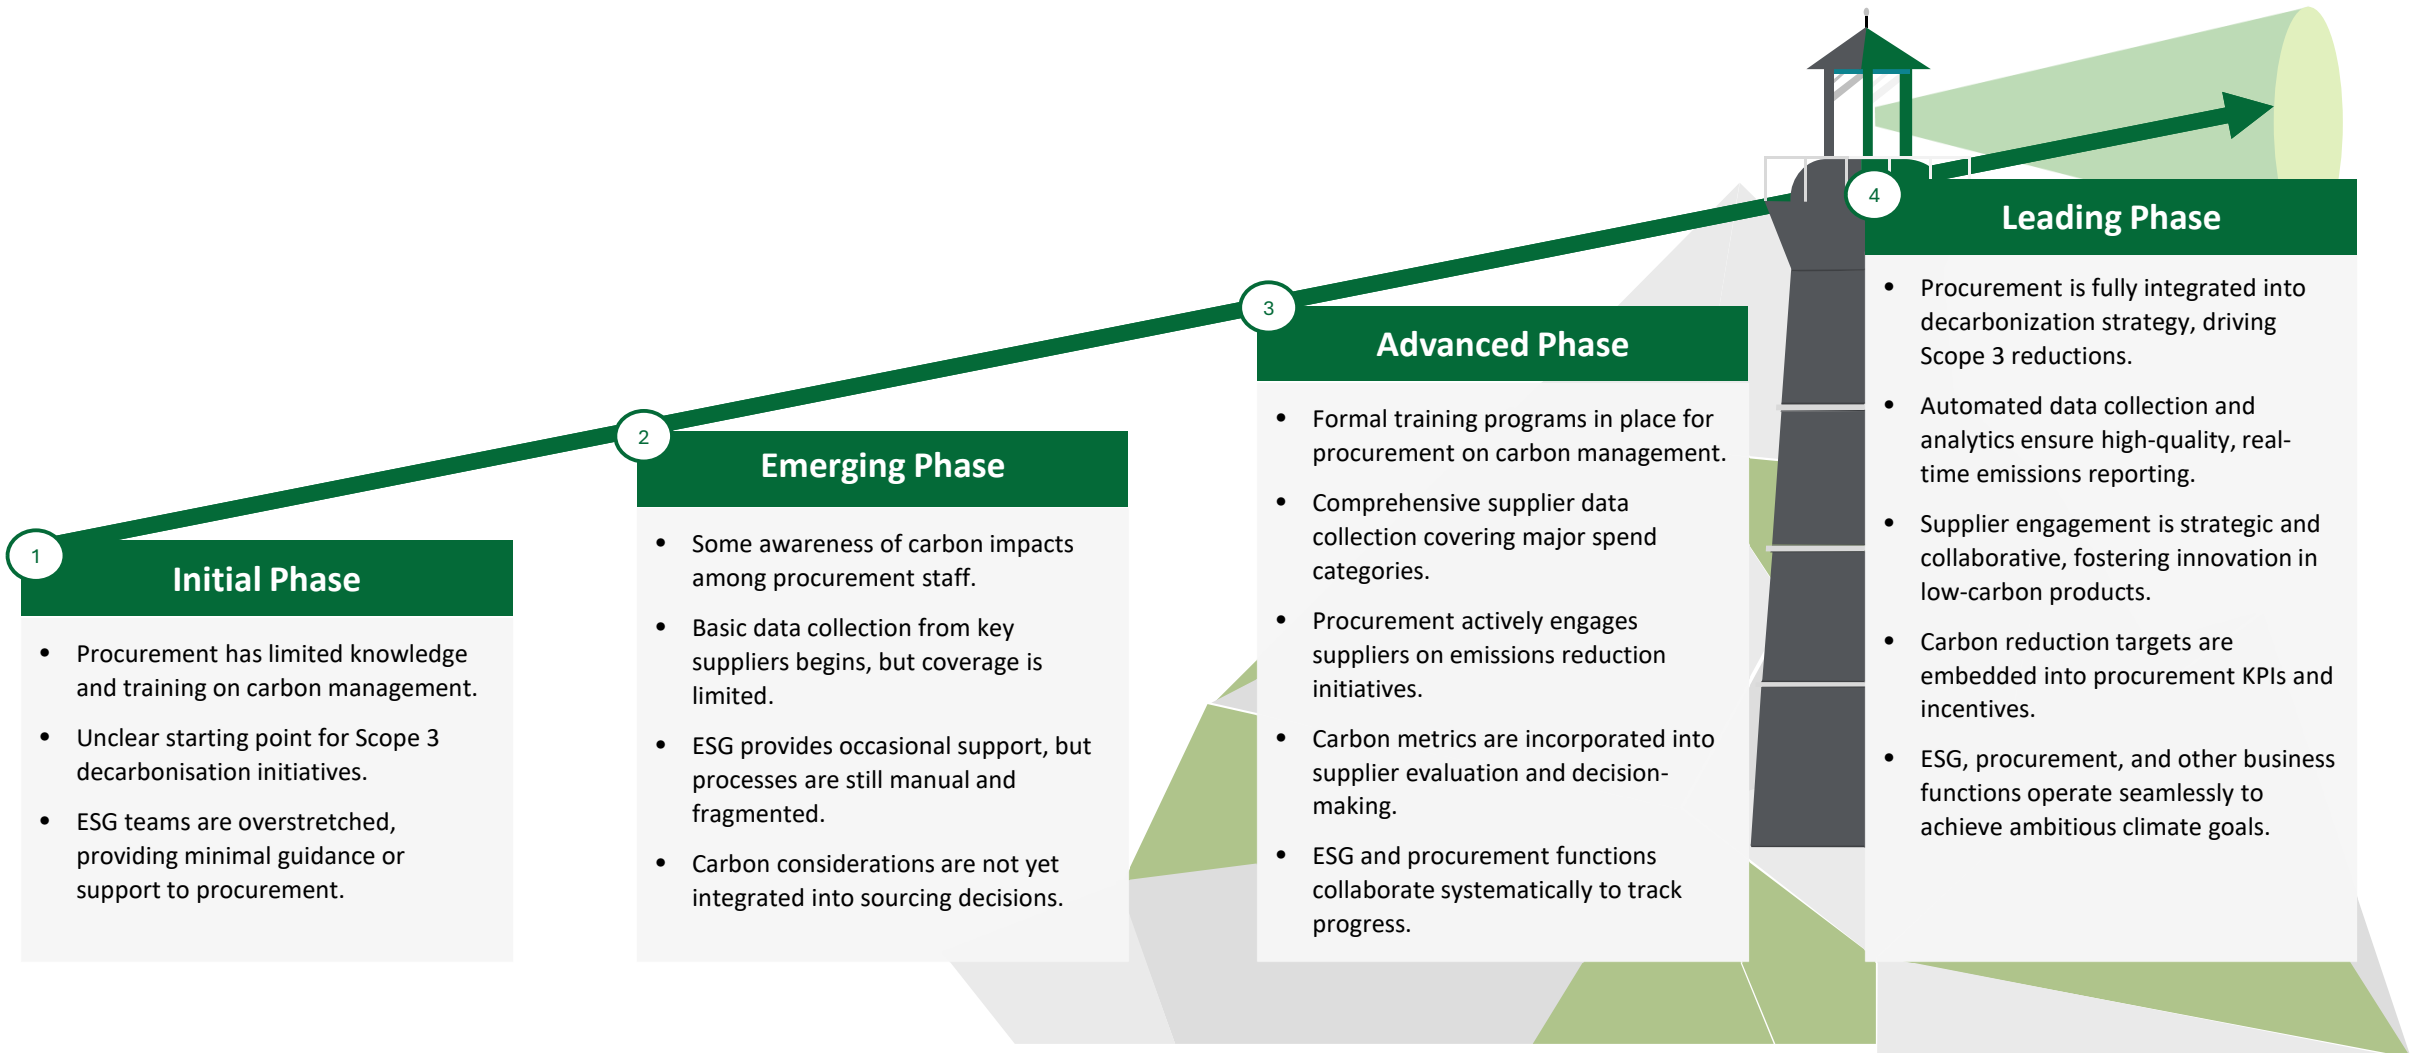 1
Initial Phase
• Procurement has limited knowledge
and training on carbon management.
• Unclear starting point for Scope 3
decarbonisation initiatives.
• ESG teams are overstretched,
providing minimal guidance or
support to procurement.
2
Emerging Phase
• Some awareness of carbon impacts
among procurement staff.
• Basic data collection from key
suppliers begins, but coverage is
limited.
• ESG provides occasional support, but
processes are still manual and
fragmented.
• Carbon considerations are not yet
integrated into sourcing decisions.
3
Advanced Phase
• Formal training programs in place for
procurement on carbon management.
• Comprehensive supplier data
collection covering major spend
categories.
• Procurement actively engages
suppliers on emissions reduction
initiatives.
• Carbon metrics are incorporated into
supplier evaluation and decision-
making.
• ESG and procurement functions
collaborate systematically to track
progress.
4
Leading Phase
• Procurement is fully integrated into
decarbonization strategy, driving
Scope 3 reductions.
• Automated data collection and
analytics ensure high-quality, real-
time emissions reporting.
• Supplier engagement is strategic and
collaborative, fostering innovation in
low-carbon products.
• Carbon reduction targets are
embedded into procurement KPIs and
incentives.
• ESG, procurement, and other business
functions operate seamlessly to
achieve ambitious climate goals.